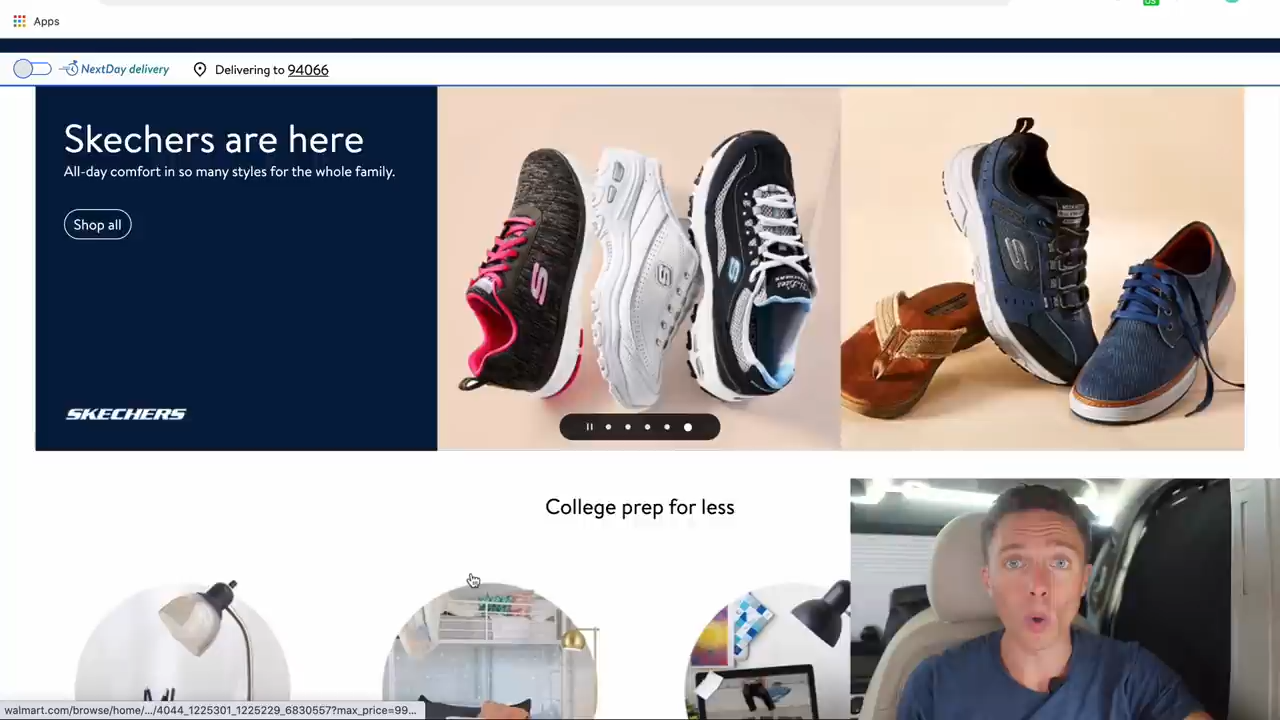 Apps
NextDay delivery
Delivering to 94066
Skechers are here
All-day comfort in so many styles for the whole family.
Shop all
SKECHERS
College prep for less
walmart.com/browse/home/.../4044_1225301_1225229_6830557?max_price=99...